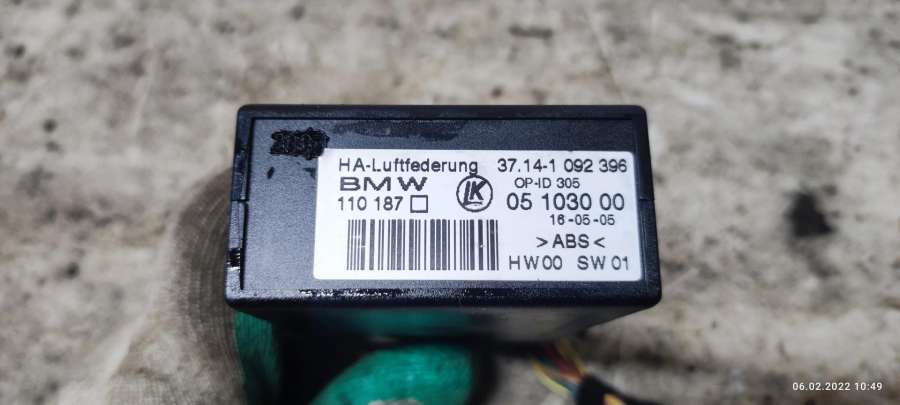 HA-Luftfederung 37.14-1 092 396
BMW LK OP-ID 305
110 187 05 1030 00
16-05-05
>ABS<
HW00 SW 01
06.02.2022 10:49